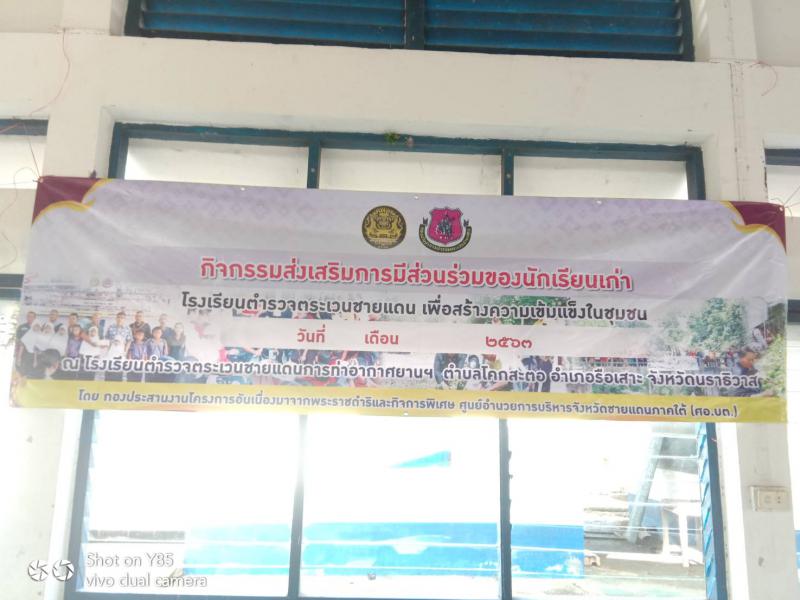 กิจกรรมส่งเสริมการมีส่วนร่วมของนักเรียนเก่า
โรงเรียนตำรวจตระเวนชายแดน เพื่อสร้างความเข้มแข็งในชุมชน
วันที่ เดือน ๒๕๖๓
ณ โรงเรียนตำรวจตระเวนชายแดนการท่าอากาศยานฯ ตำบลโคกสะตอ อำเภอรือเสาะ จังหวัดนราธิวาส
โดย กองประสานงานโครงการอันเนื่องมาจากพระราชดำริและกิจการพิเศษ ศูนย์อำนวยการบริหารจังหวัดชายแดนภาคใต้ (ศอ.บต.)
Shot on Y85
vivo dual camera